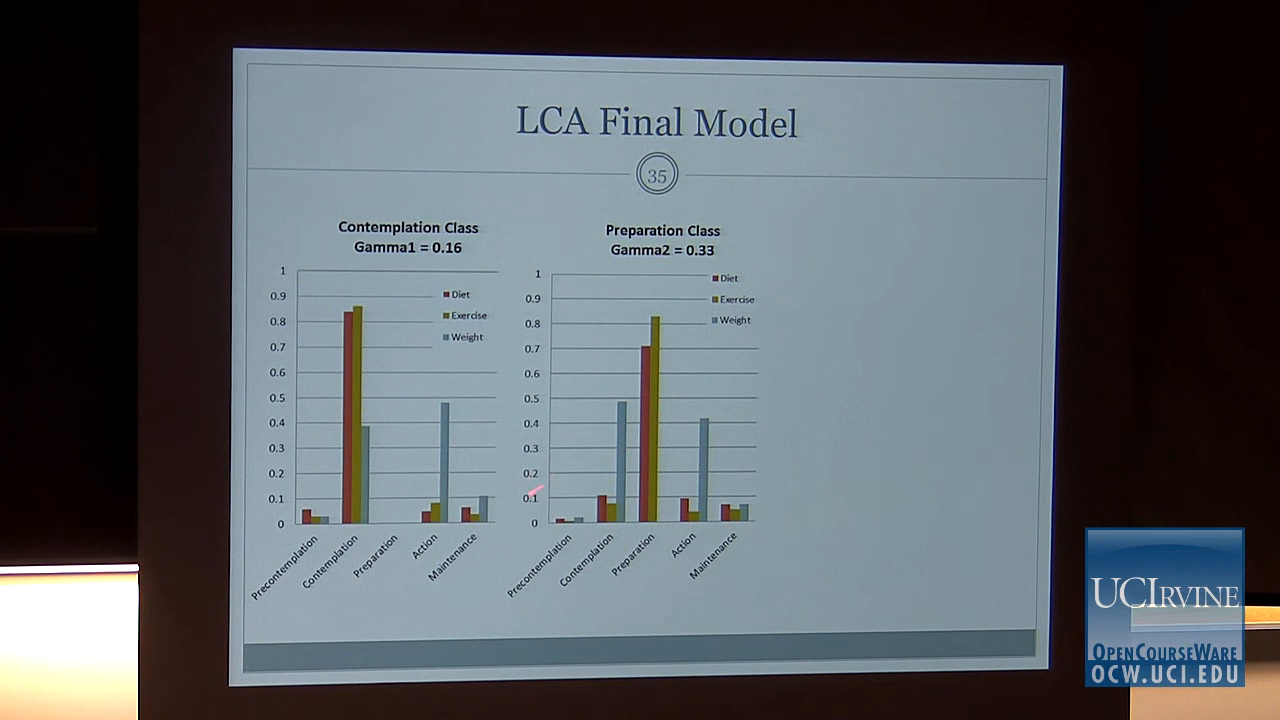 LCA Final Model
35
Contemplation Class
Gamma1 = 0.16
1
0.9
0.8
0.7
0.6
0.5
0.4
0.3
0.2
0.1
0
Diet
Exercise
Weight
Precontemplation
Contemplation
Preparation
Action
Maintenance
Preparation Class
Gamma2 = 0.33
1
0.9
0.8
0.7
0.6
0.5
0.4
0.3
0.2
0.1
0
Diet
Exercise
Weight
Precontemplation
Contemplation
Preparation
Action
Maintenance
UCIRVINE
OPENCOURSEWARE
OCW.UCI.EDU